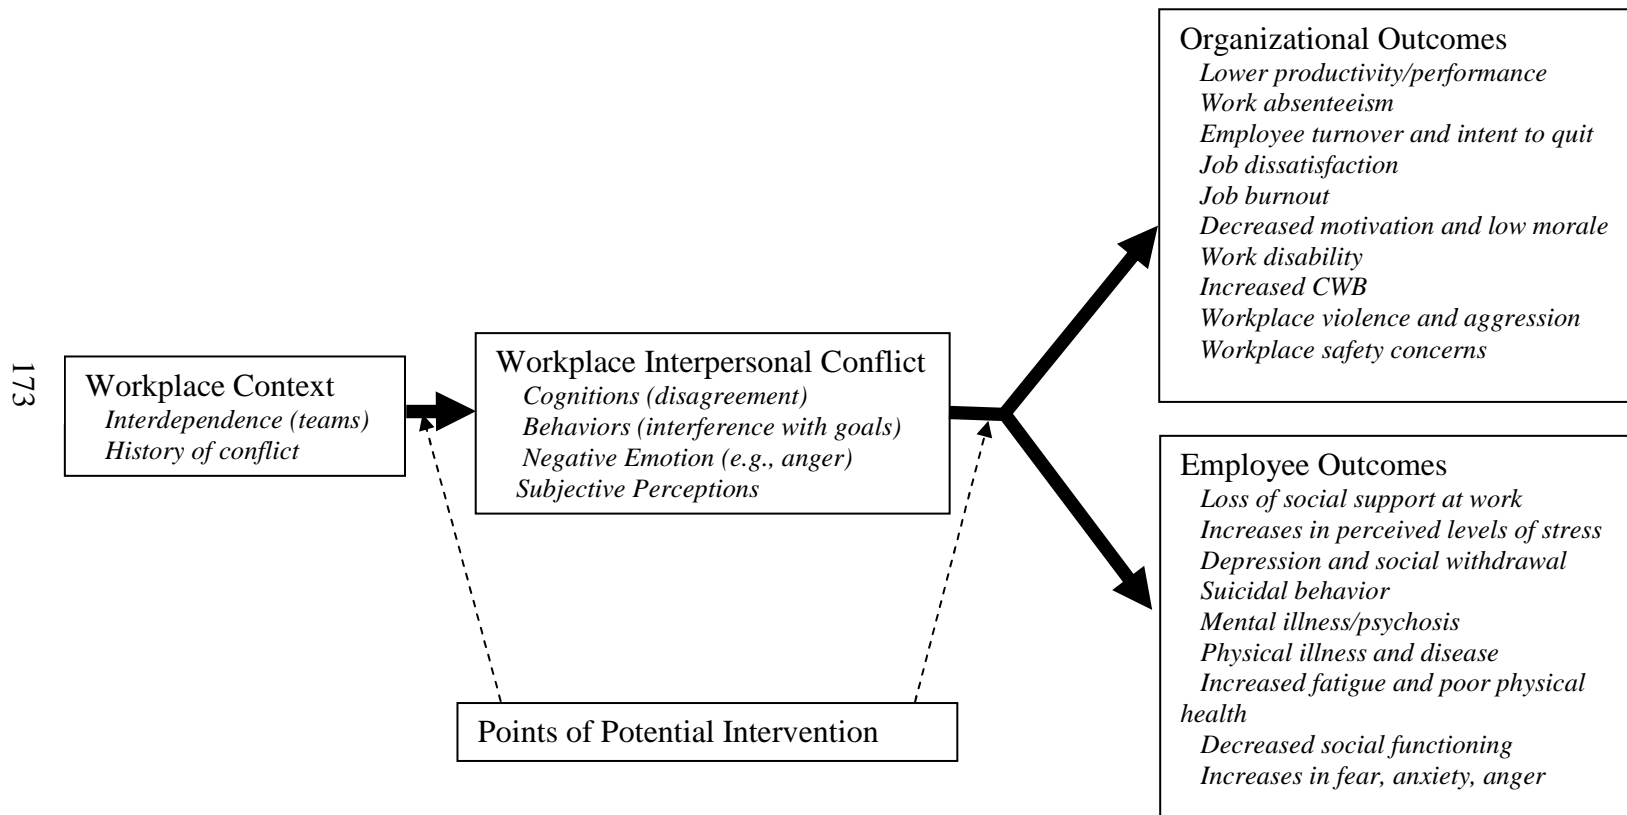 173
Workplace Context
Interdependence (teams)
History of conflict
Workplace Interpersonal Conflict
Cognitions (disagreement)
Behaviors (interference with goals)
Negative Emotion (e.g., anger)
Subjective Perceptions
Points of Potential Intervention
Organizational Outcomes
Lower productivity/performance
Work absenteeism
Employee turnover and intent to quit
Job dissatisfaction
Job burnout
Decreased motivation and low morale
Work disability
Increased CWB
Workplace violence and aggression
Workplace safety concerns
Employee Outcomes
Loss of social support at work
Increases in perceived levels of stress
Depression and social withdrawal
Suicidal behavior
Mental illness/psychosis
Physical illness and disease
Increased fatigue and poor physical
health
Decreased social functioning
Increases in fear, anxiety, anger